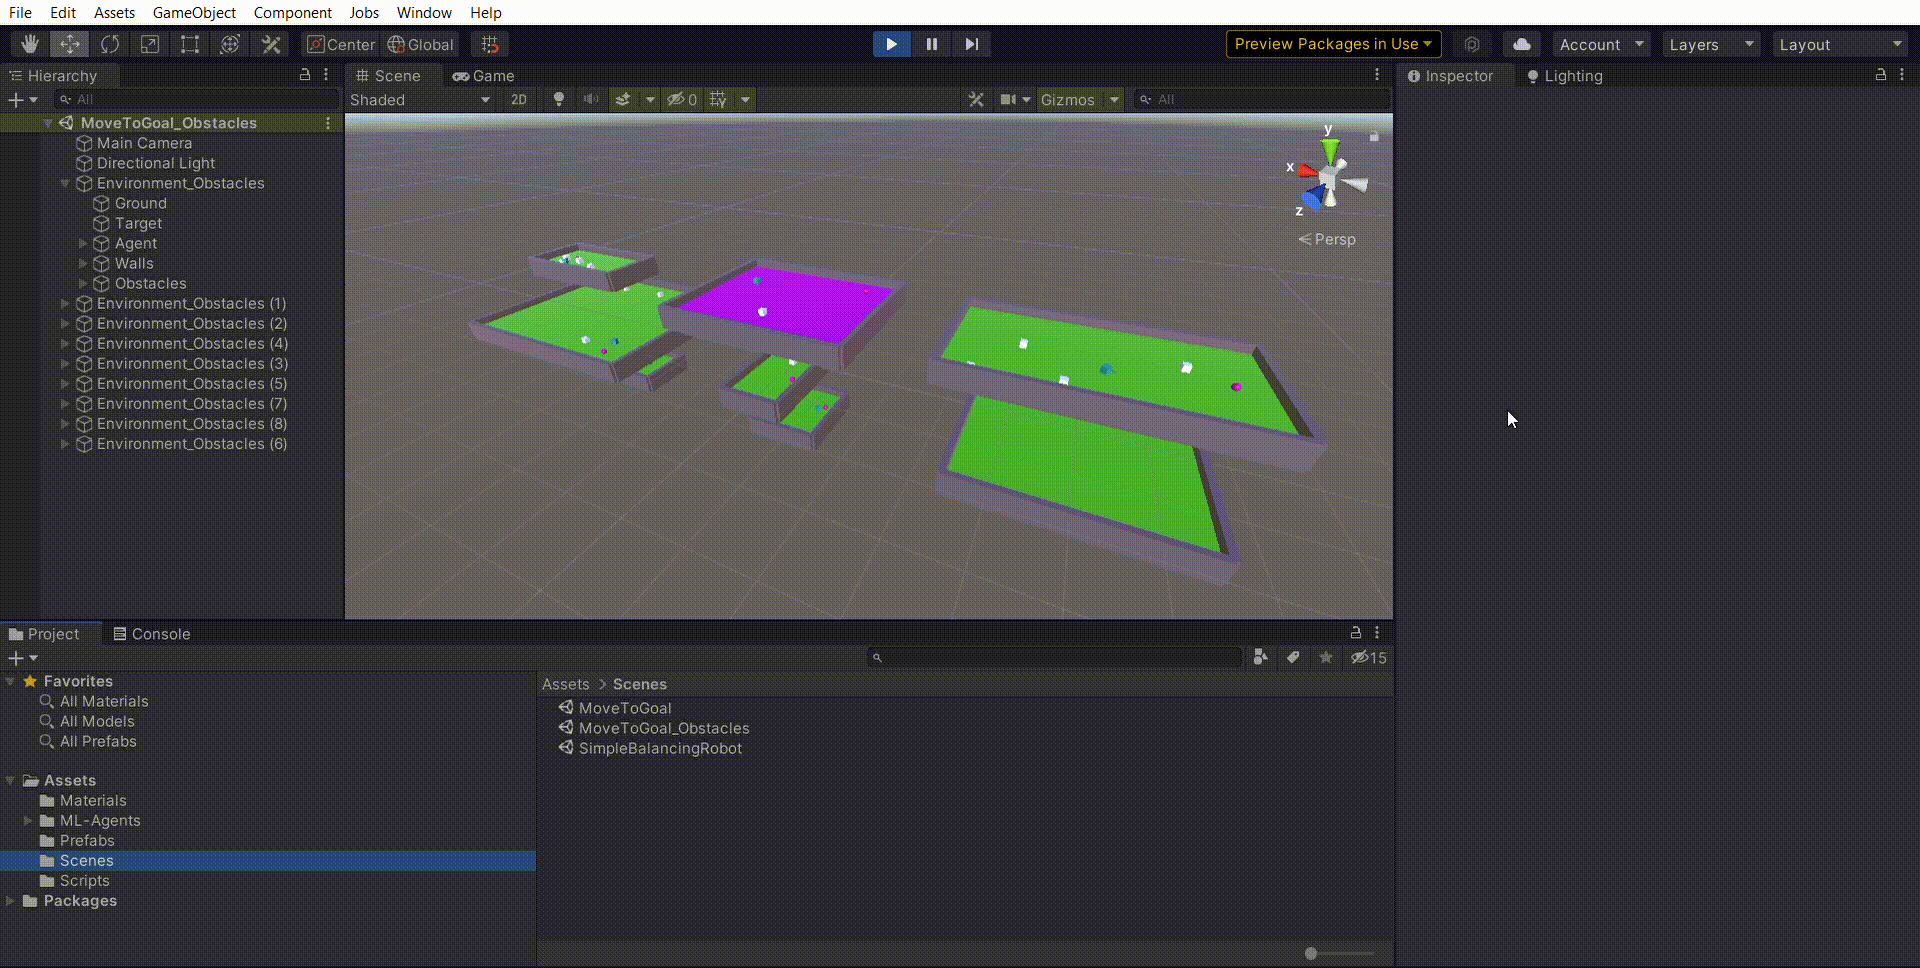 File Edit Assets GameObject Component Jobs Window Help
Center Global Preview Packages in Use Account Layers Layout
Hierarchy Scene Game Inspector Lighting
All Shaded 2D 0 Gizmos All
MoveToGoal_Obstacles
Main Camera
Directional Light
Environment_Obstacles
Ground
Target
Agent
Walls
Obstacles
Environment_Obstacles (1)
Environment_Obstacles (2)
Environment_Obstacles (4)
Environment_Obstacles (3)
Environment_Obstacles (5)
Environment_Obstacles (7)
Environment_Obstacles (8)
Environment_Obstacles (6)
y
x
z
Persp
Project Console
15
Favorites
All Materials
All Models
All Prefabs
Assets
Materials
ML-Agents
Prefabs
Scenes
Scripts
Packages
Assets > Scenes
MoveToGoal
MoveToGoal_Obstacles
SimpleBalancingRobot